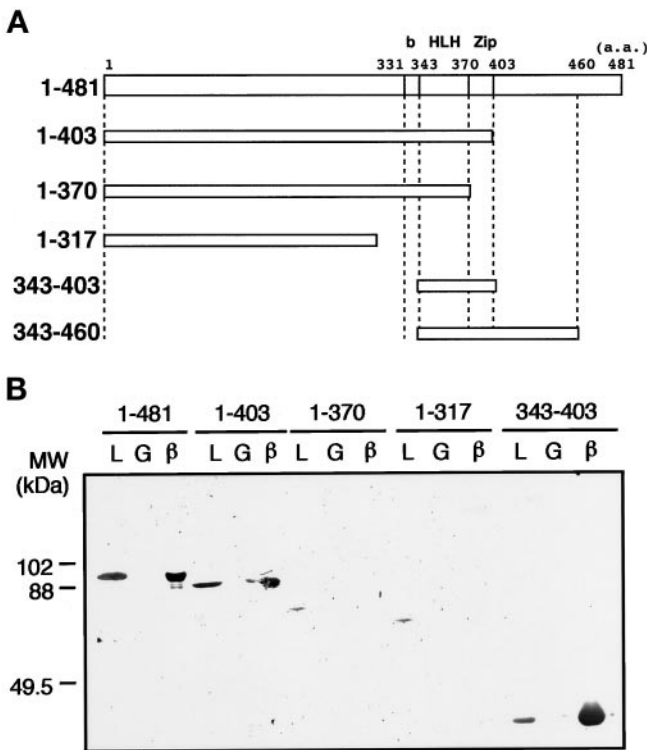 A
b HLH Zip
1 331 343 370 403 460 481 (a.a.)
1-481
1-403
1-370
1-317
343-403
343-460
B
1-481 1-403 1-370 1-317 343-403
L G β L G β L G β L G β L G β
MW
(kDa)
102
88
49.5